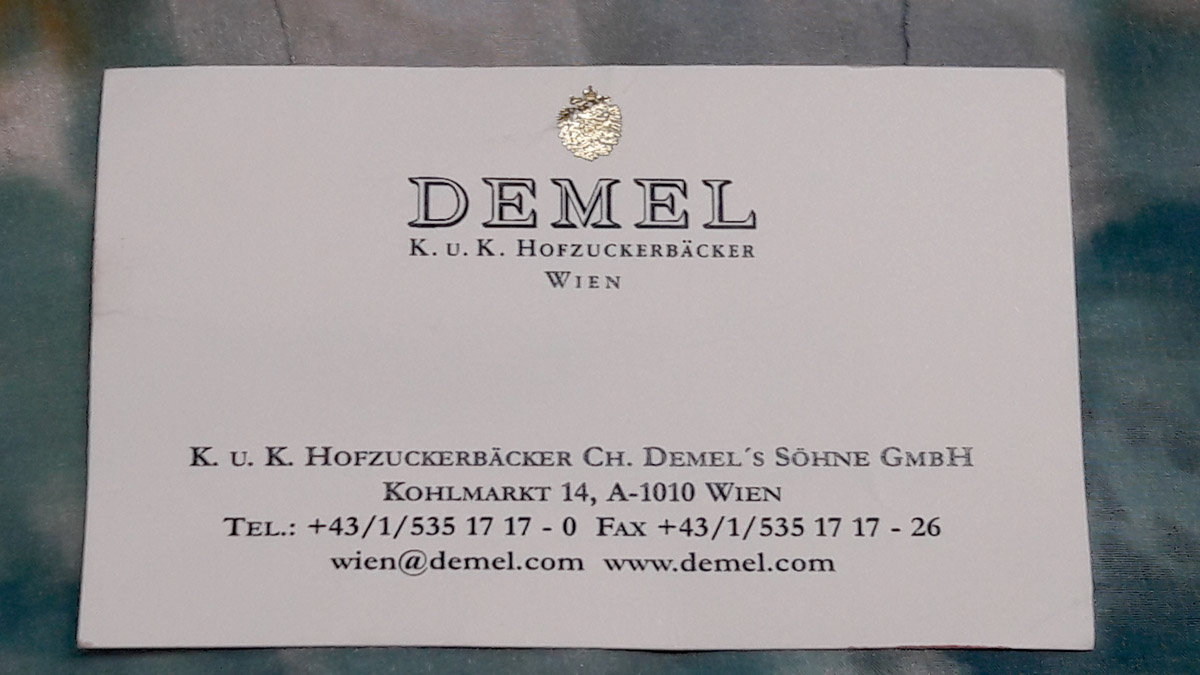 DEMEL
K. u. K. Hofzuckerbäcker
Wien
K. u. K. Hofzuckerbäcker Ch. Demel´s Söhne GmbH
Kohlmarkt 14, A-1010 Wien
Tel.: +43/1/535 17 17 - 0 Fax +43/1/535 17 17 - 26
wien@demel.com www.demel.com